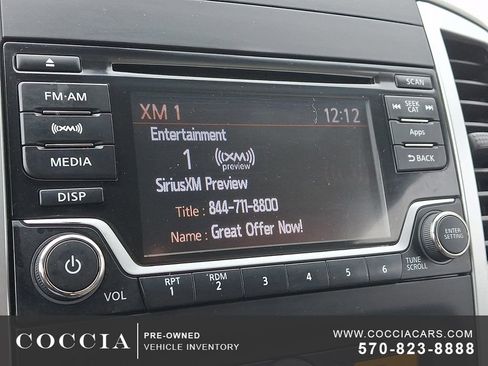 SCAN
FM·AM
XM 1 12:12
SEEK
CAT
Entertainment
((XM))
1 ((XM))
preview
Apps
MEDIA
SiriusXM Preview
BACK
DISP
Title : 844-711-8800
Name : Great Offer Now!
ENTER
SETTING
VOL
RPT
1
RDM
2
3
4
5
6
TUNE
SCROLL
COCCIA
PRE-OWNED
VEHICLE INVENTORY
WWW.COCCIACARS.COM
570-823-8888